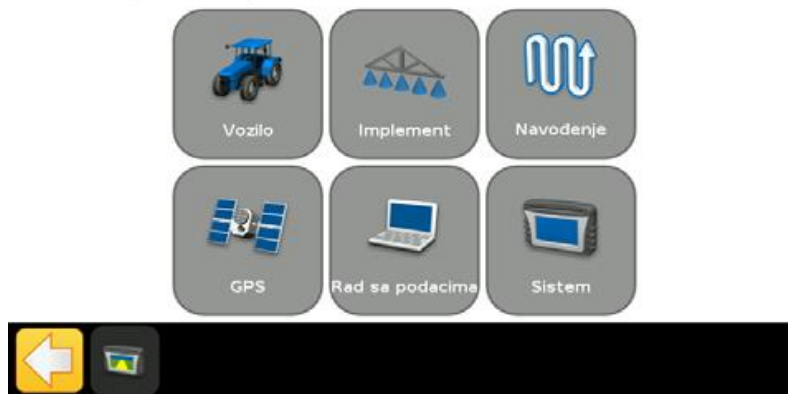 Vozilo
Implement
Navođenje
GPS
Rad sa podacima
Sistem